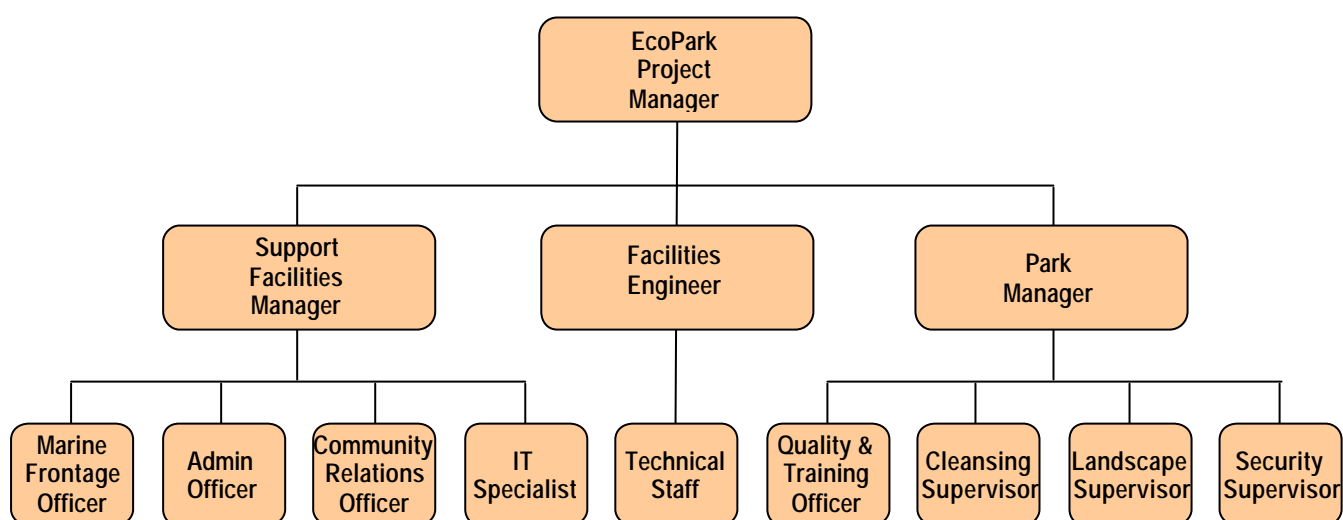 EcoPark
Project
Manager
Support
Facilities
Manager
Facilities
Engineer
Park
Manager
Marine
Frontage
Officer
Admin
Officer
Community
Relations
Officer
IT
Specialist
Technical
Staff
Quality &
Training
Officer
Cleansing
Supervisor
Landscape
Supervisor
Security
Supervisor